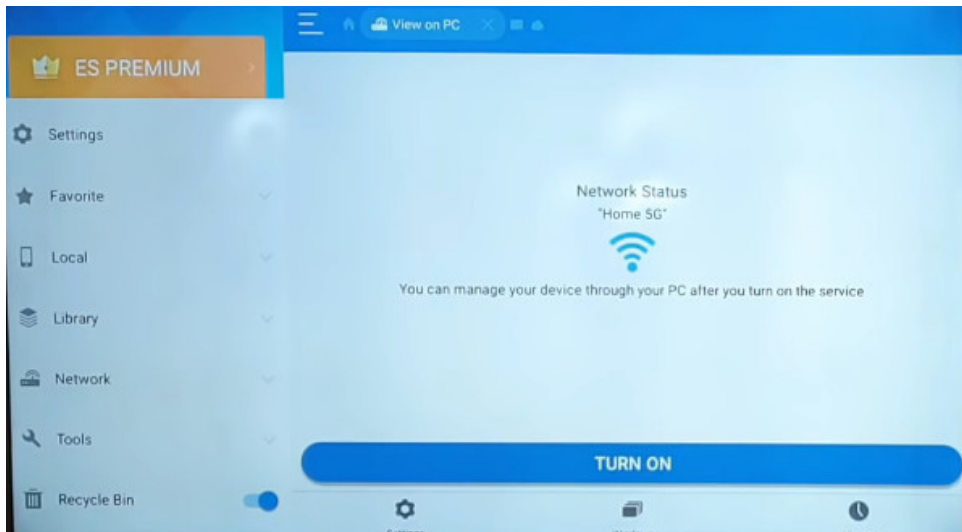 View on PC
ES PREMIUM
Settings
Favorite
Local
Library
Network
Tools
Recycle Bin
Network Status
"Home 5G"
You can manage your device through your PC after you turn on the service
TURN ON